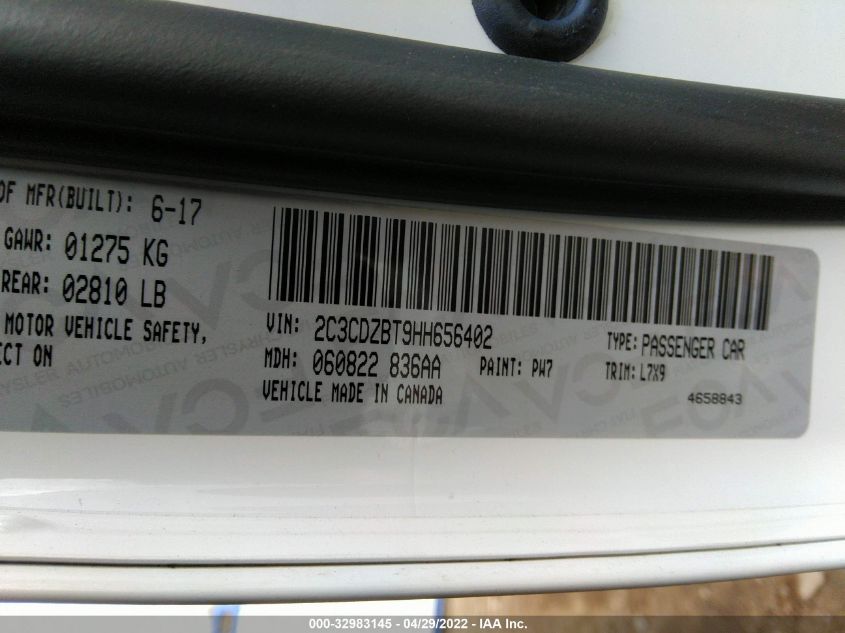 OF MFR(BUILT): 6-17
GAWR: 01275 KG
REAR: 02810 LB
MOTOR VEHICLE SAFETY,
ECT ON
VIN: 2C3CDZBT9HH656402
TYPE: PASSENGER CAR
MDH: 060822 836AA
PAINT: PW7
TRIM: L7X9
VEHICLE MADE IN CANADA
4658843
000-32983145 - 04/29/2022 - IAA Inc.